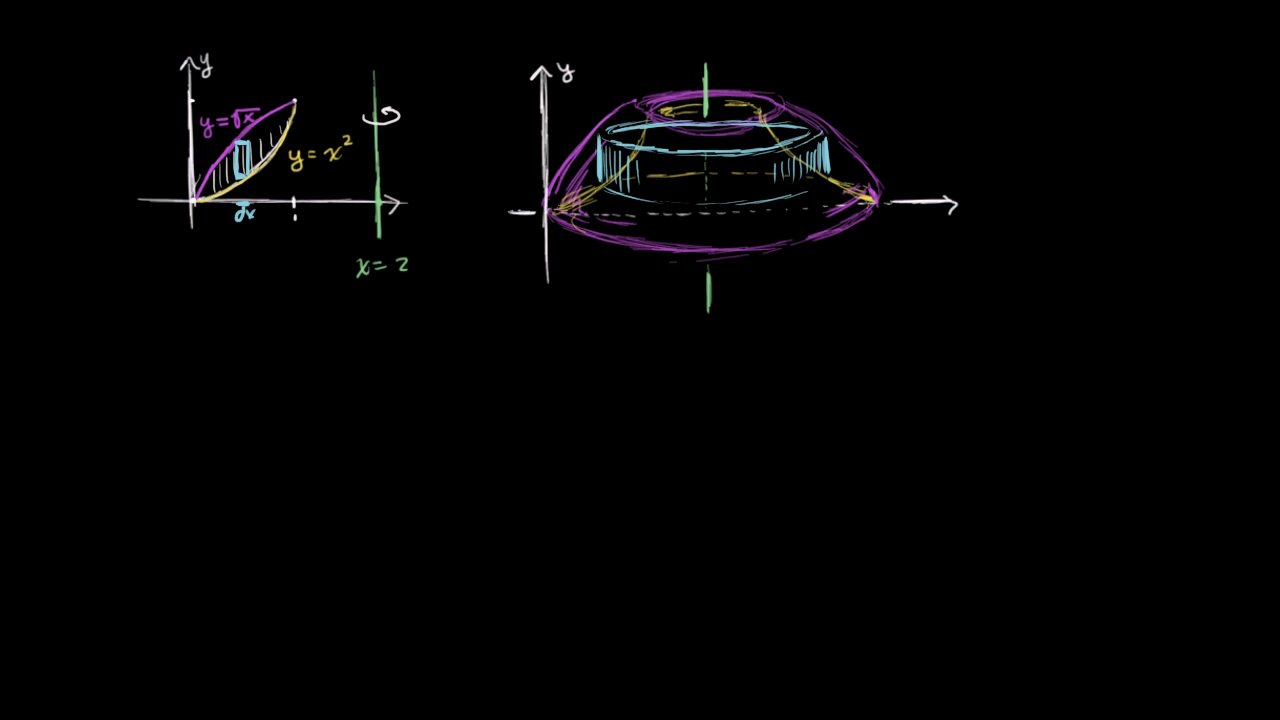 y
y = √x
y = x²
dx
x = 2
y